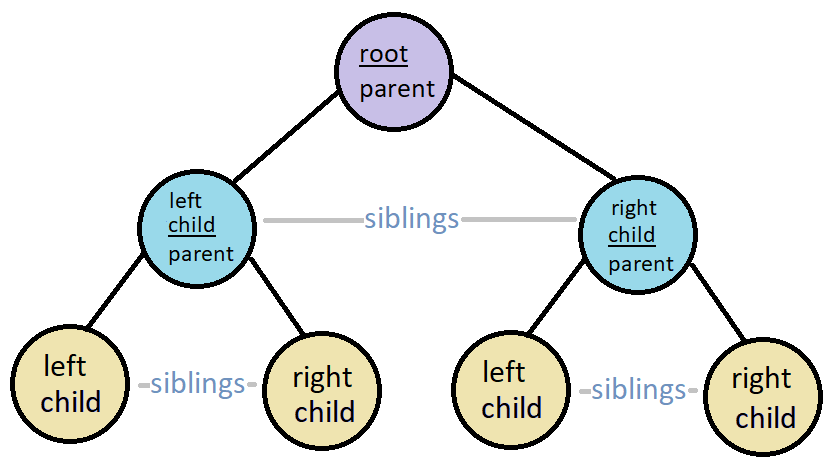 root
parent
left
child
parent
siblings
right
child
parent
left
child
siblings
right
child
left
child
siblings
right
child